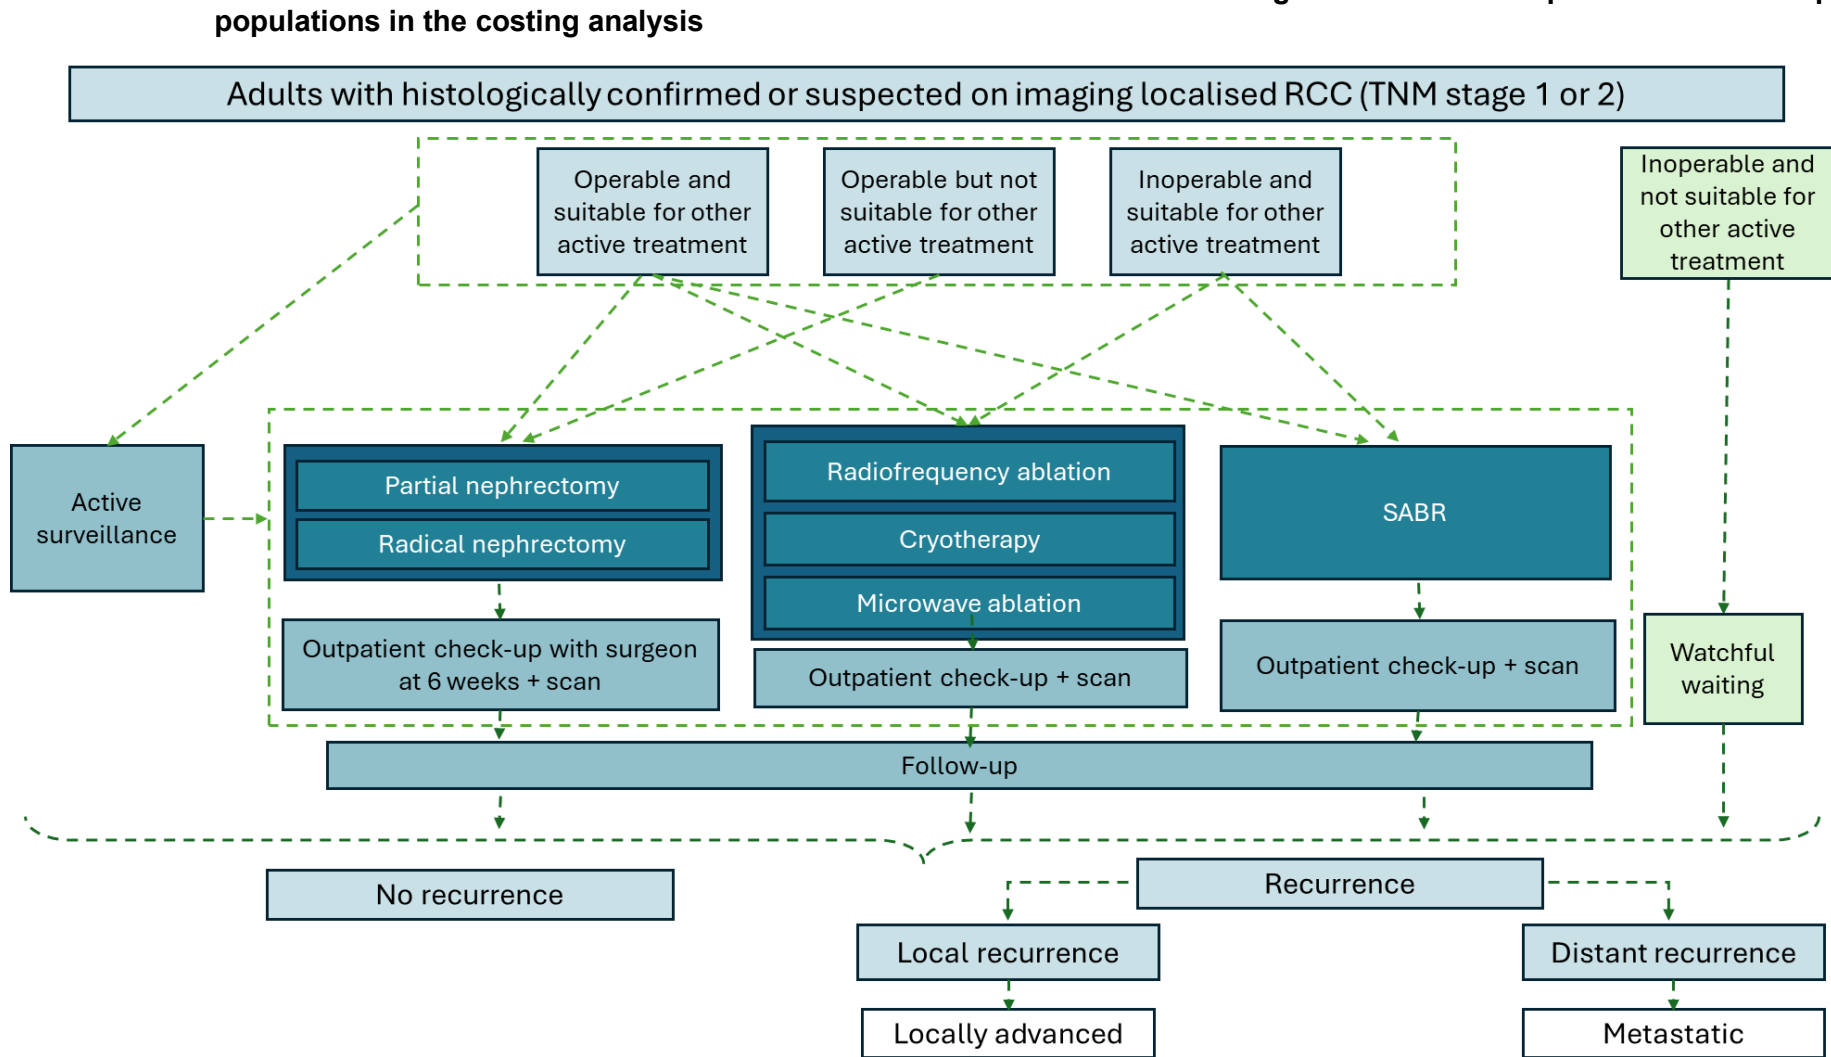 populations in the costing analysis
Adults with histologically confirmed or suspected on imaging localised RCC (TNM stage 1 or 2)
Operable and
suitable for other
active treatment
Operable but not
suitable for other
active treatment
Inoperable and
suitable for other
active treatment
Inoperable and
not suitable for
other active
treatment
Active
surveillance
Partial nephrectomy
Radical nephrectomy
Radiofrequency ablation
Cryotherapy
Microwave ablation
SABR
Outpatient check-up with surgeon
at 6 weeks + scan
Outpatient check-up + scan
Outpatient check-up + scan
Watchful
waiting
Follow-up
No recurrence
Recurrence
Local recurrence
Distant recurrence
Locally advanced
Metastatic